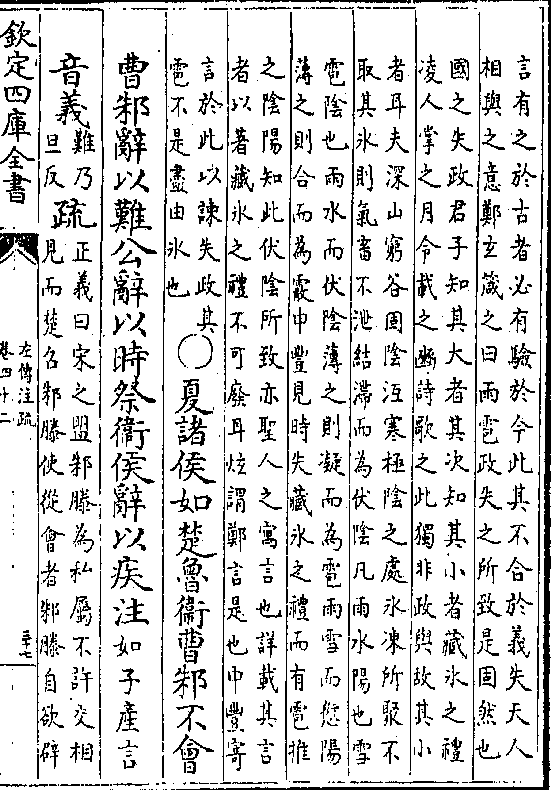 言有之於古者必有驗於今此其不合於義失天人
相與之意鄭玄箴之曰雨雹政失之所致是固然也
國之失政君子知其大者其次知其小者藏氷之禮
凌人掌之月令載之豳詩歌之此獨非政與故其小
者耳夫深山窮谷固陰沍寒極陰之處氷凍所聚不
取其氷則氣畜不泄結滯而為伏陰凡雨水陽也雪
雹陰也雨水而伏陰薄之則凝而為雹雨雪而愆陽
薄之則合而為霰申豐見時失藏氷之禮而有雹推
之陰陽知此伏陰所致亦聖人之寓言也詳載其言
者以著藏氷之禮不可廢耳炫謂鄭言是也申豐寄
言於此以諫失政其
雹不是盡由氷也
○夏諸侯如楚魯衞曹邾不會
曹邾辭以難公辭以時祭衞侯辭以疾注如子產言
音義難乃
旦反
疏正義曰宋之盟邾滕為私屬不許交相
見而楚召邾滕使從會者邾滕自欲辟
欽定四庫全書
左傳注疏
卷四十二
三十七